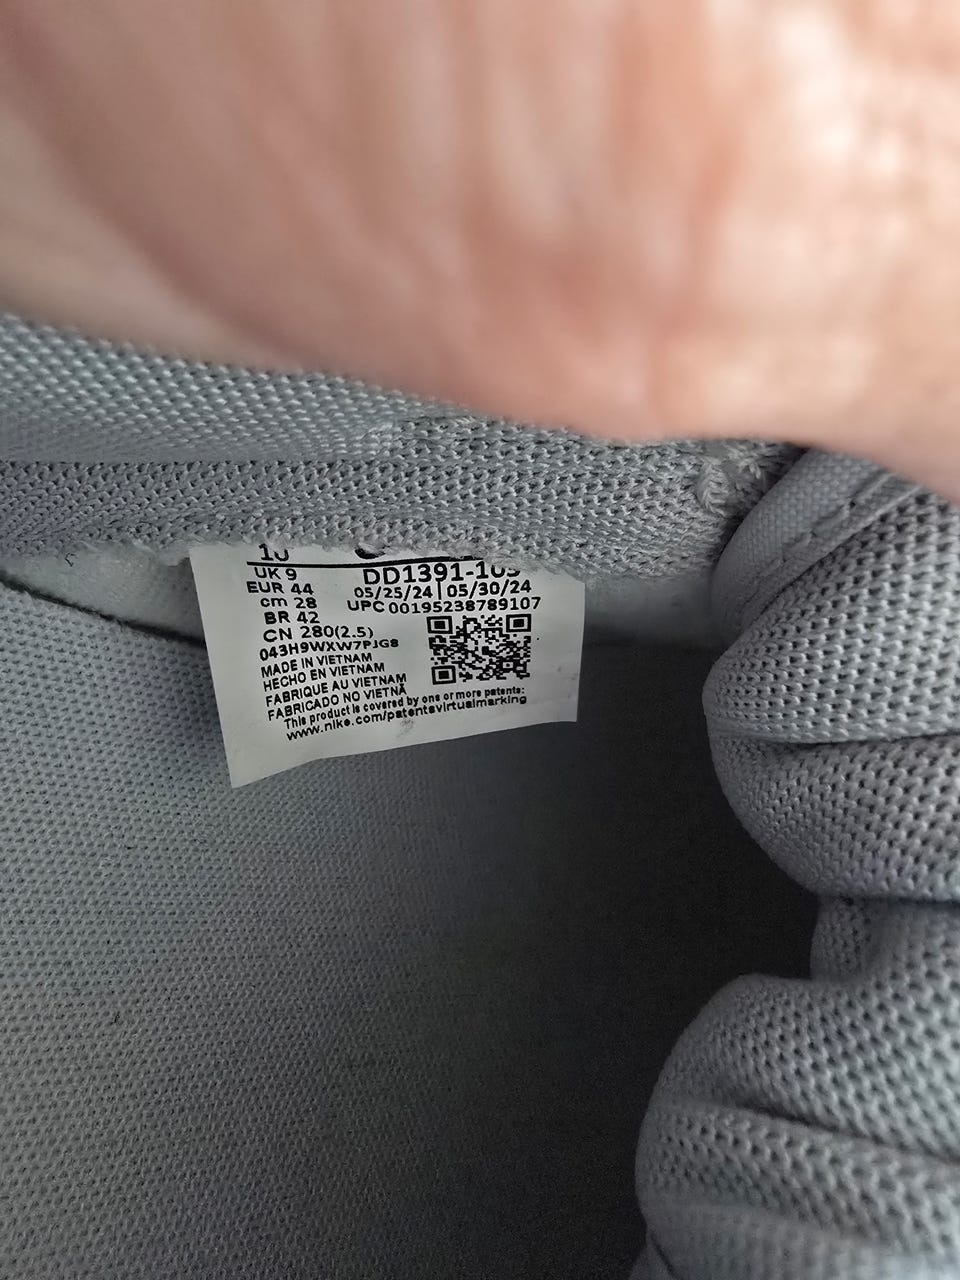 10
UK 9
EUR 44
cm 28
BR 42
CN 280(2.5)
043H9WXW7PJG8
MADE IN VIETNAM
HECHO EN VIETNAM
FABRIQUE AU VIETNAM
FABRICADO NO VIETNÃ
DD1391-103
05/25/24 | 05/30/24
UPC 00195238789107
This product is covered by one or more patents:
www.nike.com/patentsvirtualmarking